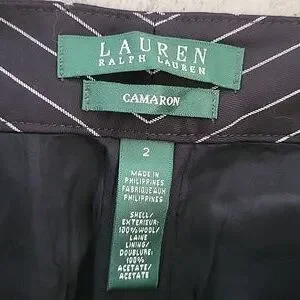 LAUREN
RALPH LAUREN
CAMARON
2
MADE IN
PHILIPPINES
FABRIQUE AUX
PHILIPPINES
SHELL/
EXTERIEUR:
100% WOOL/
LAINE
LINING/
DOUBLURE:
100%
ACETATE/
ACETATE